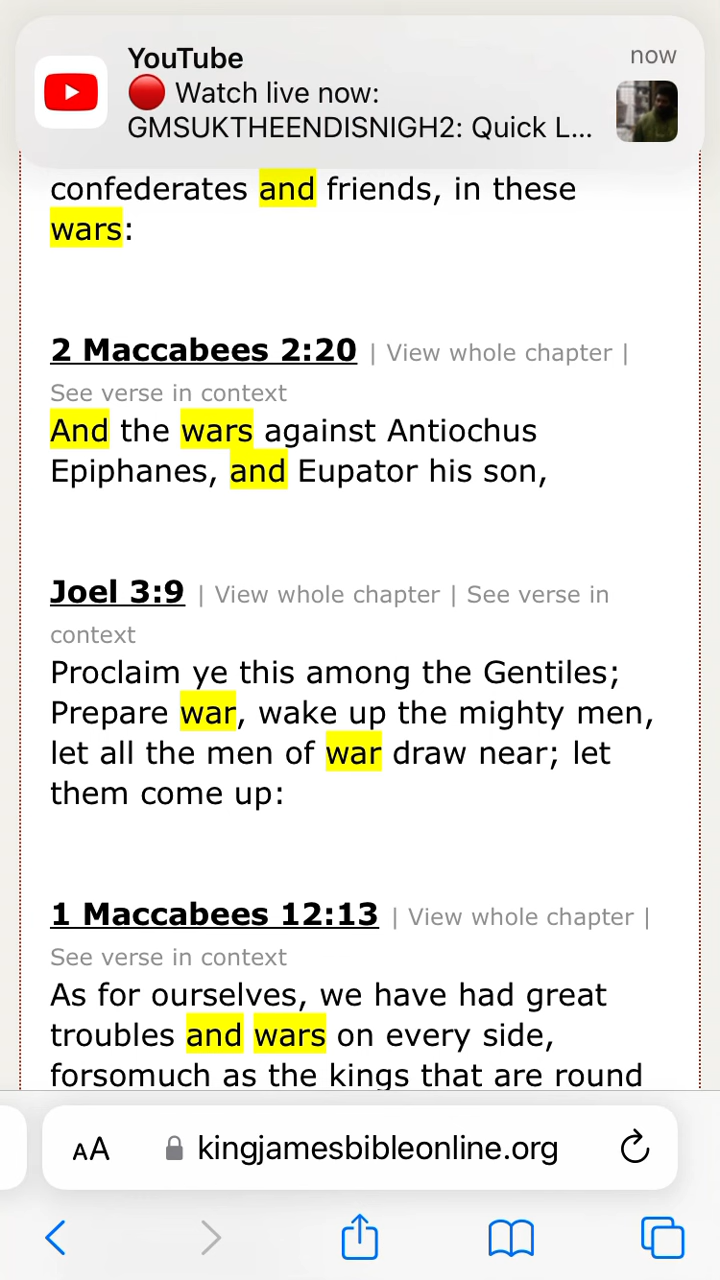 YouTube
now
🔴 Watch live now:
GMSUKTHEENDISNIGH2: Quick L...
confederates and friends, in these
wars:
2 Maccabees 2:20 | View whole chapter |
See verse in context
And the wars against Antiochus
Epiphanes, and Eupator his son,
Joel 3:9 | View whole chapter | See verse in
context
Proclaim ye this among the Gentiles;
Prepare war, wake up the mighty men,
let all the men of war draw near; let
them come up:
1 Maccabees 12:13 | View whole chapter |
See verse in context
As for ourselves, we have had great
troubles and wars on every side,
forsomuch as the kings that are round
AA kingjamesbibleonline.org